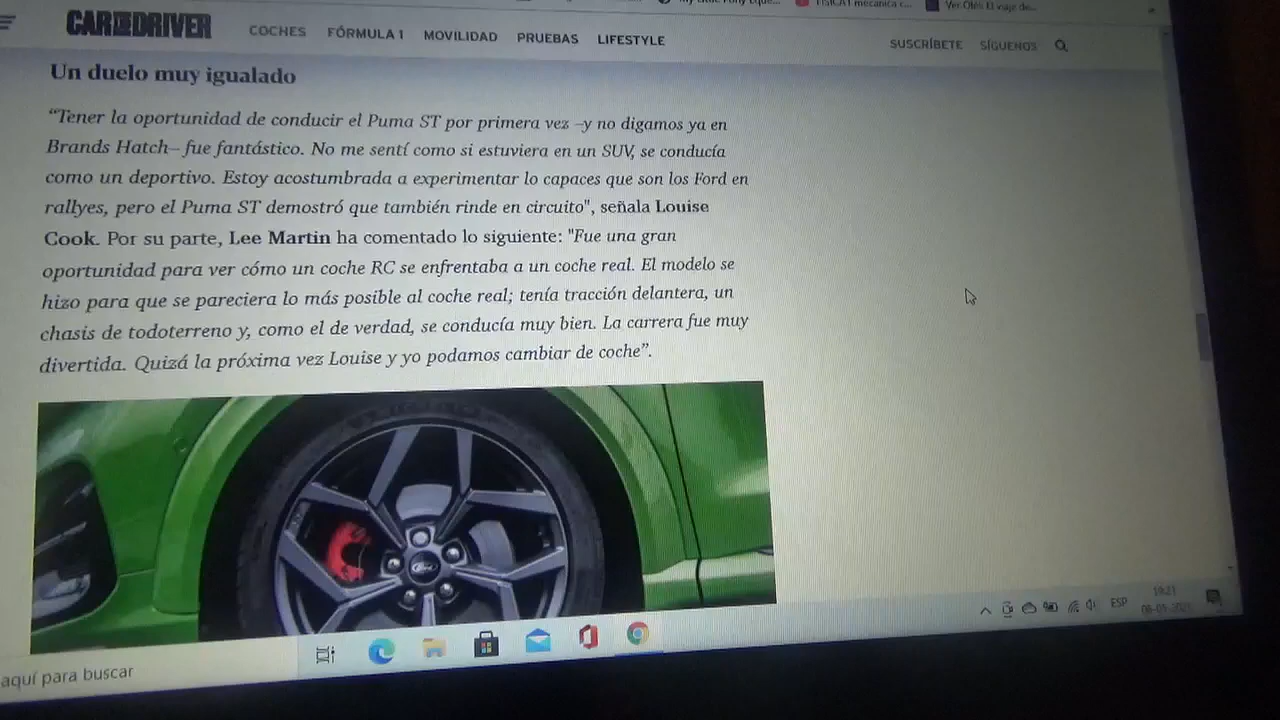 CAR AND DRIVER
COCHES FÓRMULA 1 MOVILIDAD PRUEBAS LIFESTYLE
SUSCRÍBETE SÍGUENOS
Un duelo muy igualado
“Tener la oportunidad de conducir el Puma ST por primera vez –y no digamos ya en
Brands Hatch– fue fantástico. No me sentí como si estuviera en un SUV, se conducía
como un deportivo. Estoy acostumbrada a experimentar lo capaces que son los Ford en
rallyes, pero el Puma ST demostró que también rinde en circuito", señala Louise
Cook. Por su parte, Lee Martin ha comentado lo siguiente: "Fue una gran
oportunidad para ver cómo un coche RC se enfrentaba a un coche real. El modelo se
hizo para que se pareciera lo más posible al coche real; tenía tracción delantera, un
chasis de todoterreno y, como el de verdad, se conducía muy bien. La carrera fue muy
divertida. Quizá la próxima vez Louise y yo podamos cambiar de coche”.
Ford
aquí para buscar
ESP
19:21